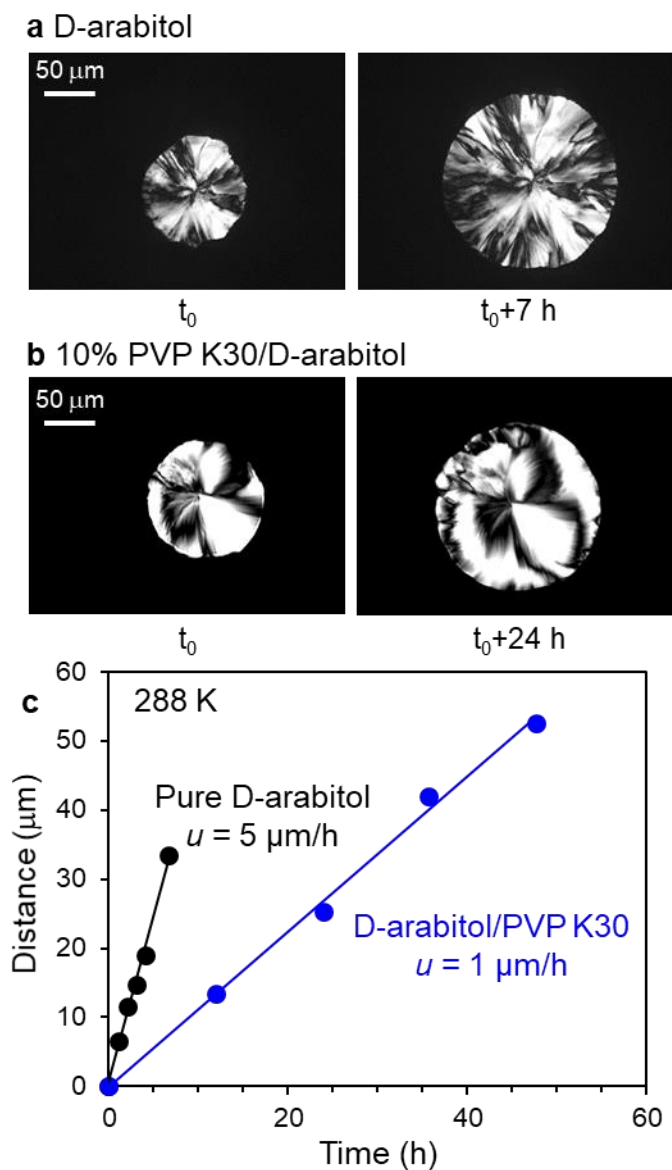 a D-arabitol
50 μm
t₀
t₀+7 h
b 10% PVP K30/D-arabitol
50 μm
t₀
t₀+24 h
c
288 K
Pure D-arabitol
u = 5 μm/h
D-arabitol/PVP K30
u = 1 μm/h
Distance (μm)
60
50
40
30
20
10
0
0
20
40
60
Time (h)